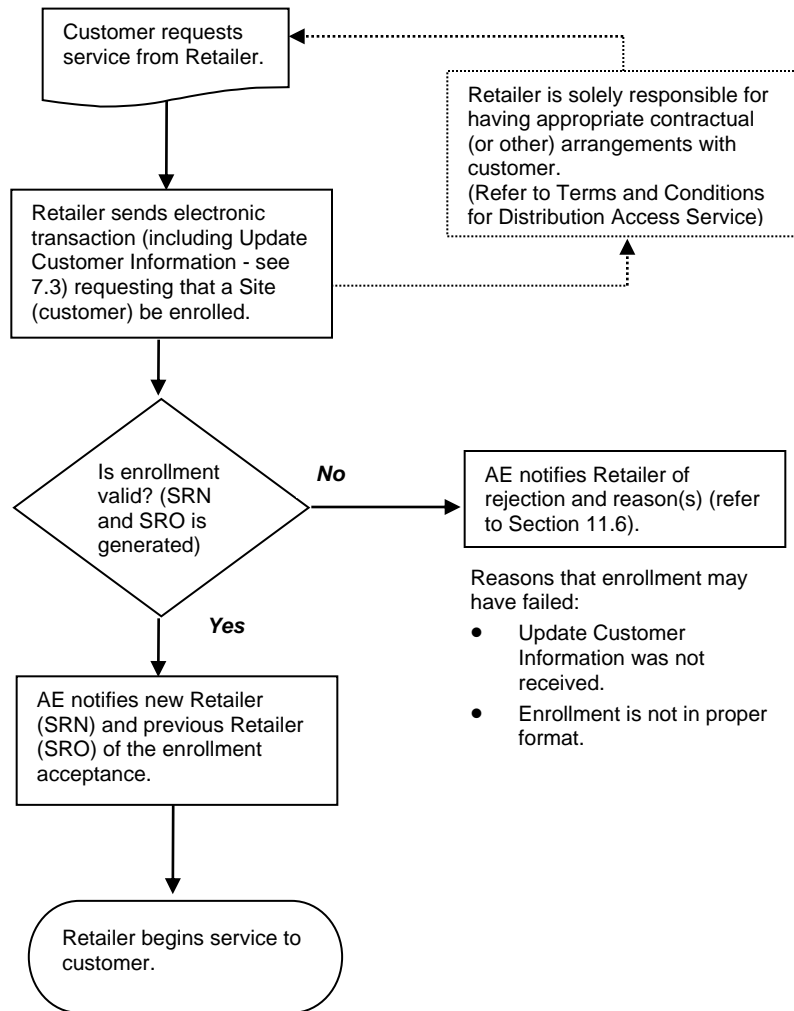 Customer requests
service from Retailer.
Retailer is solely responsible for
having appropriate contractual
(or other) arrangements with
customer.
(Refer to Terms and Conditions
for Distribution Access Service)
Retailer sends electronic
transaction (including Update
Customer Information - see
7.3) requesting that a Site
(customer) be enrolled.
Is enrollment
valid? (SRN
and SRO is
generated)
No
AE notifies Retailer of
rejection and reason(s) (refer
to Section 11.6).
Reasons that enrollment may
have failed:
• Update Customer
Information was not
received.
• Enrollment is not in proper
format.
Yes
AE notifies new Retailer
(SRN) and previous Retailer
(SRO) of the enrollment
acceptance.
Retailer begins service to
customer.